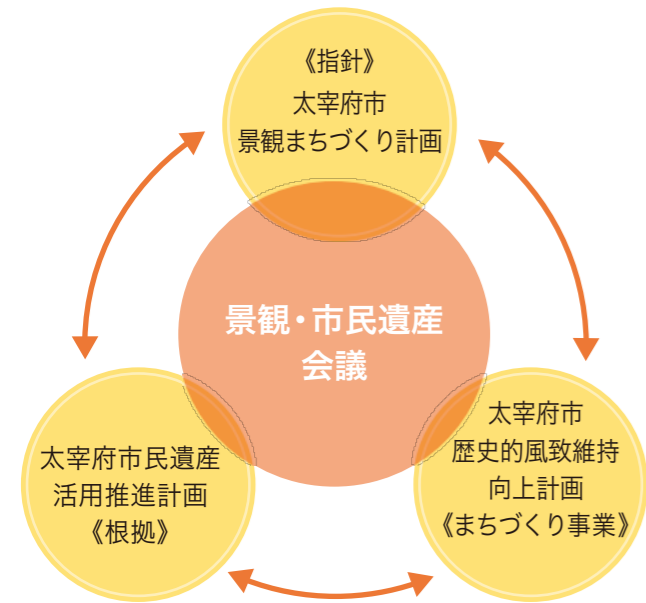 《指針》
太宰府市
景観まちづくり計画
景観・市民遺産
会議
太宰府市民遺産
活用推進計画
《根拠》
太宰府市
歴史的風致維持
向上計画
《まちづくり事業》